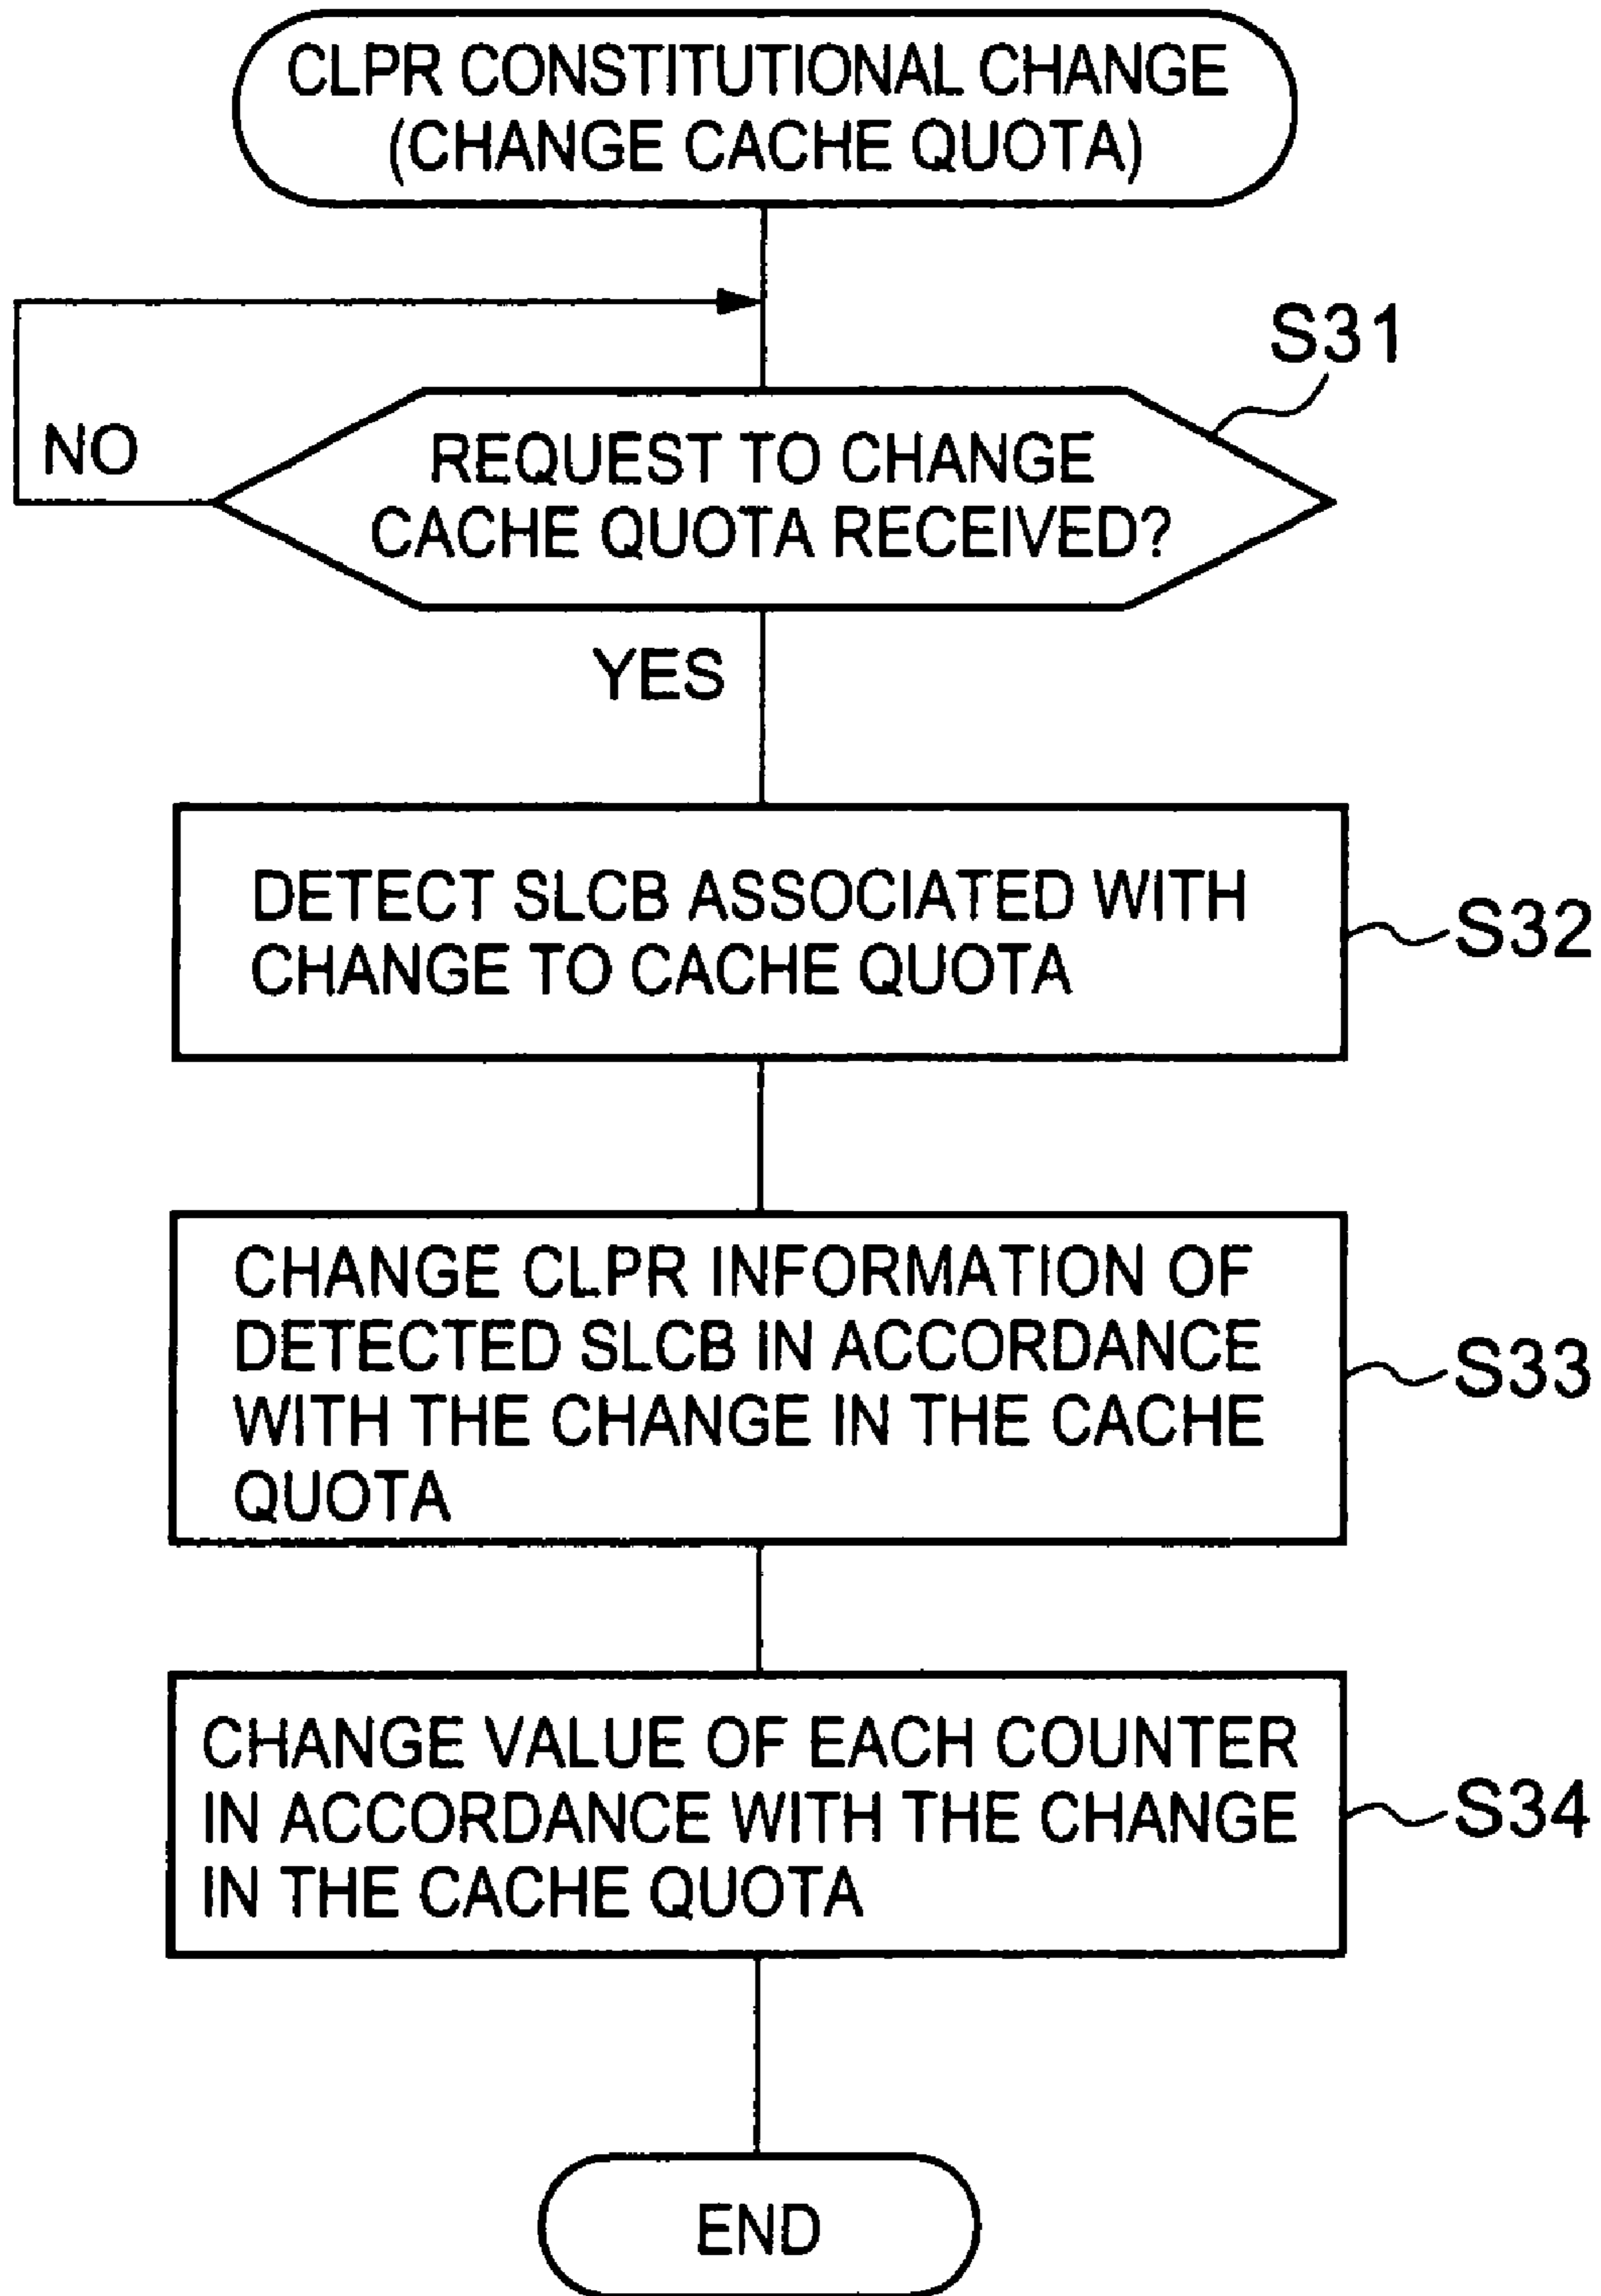 CLPR CONSTITUTIONAL CHANGE
(CHANGE CACHE QUOTA)
S31
NO
REQUEST TO CHANGE
CACHE QUOTA RECEIVED?
YES
DETECT SLCB ASSOCIATED WITH
CHANGE TO CACHE QUOTA
S32
CHANGE CLPR INFORMATION OF
DETECTED SLCB IN ACCORDANCE
WITH THE CHANGE IN THE CACHE
QUOTA
S33
CHANGE VALUE OF EACH COUNTER
IN ACCORDANCE WITH THE CHANGE
IN THE CACHE QUOTA
S34
END